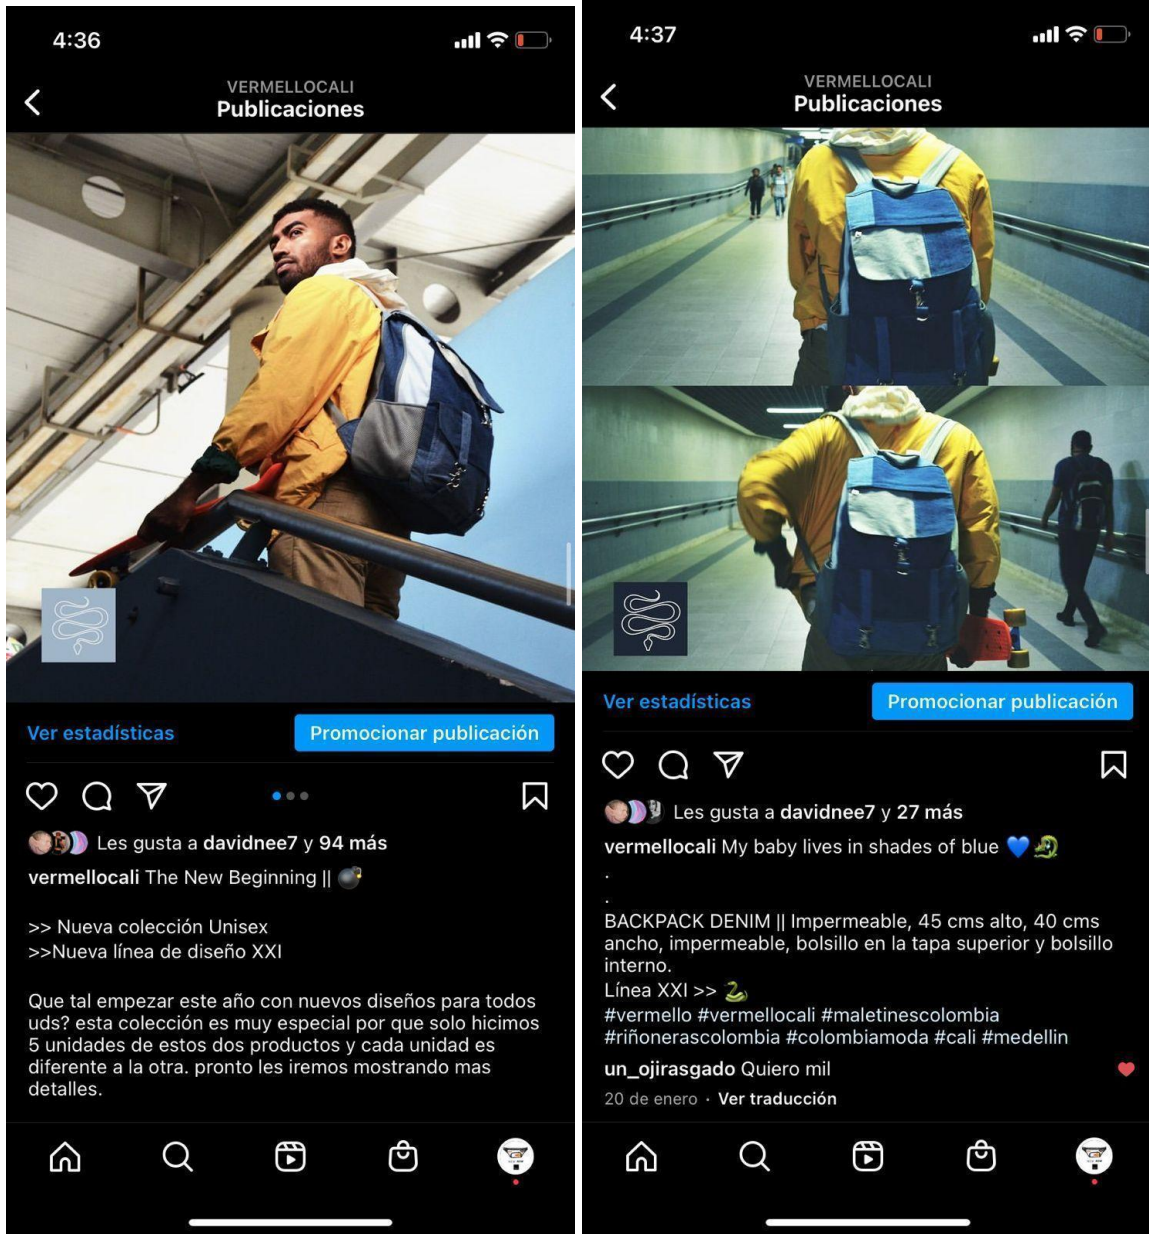 4:36
VERMELLOCALI
Publicaciones
Ver estadísticas
Promocionar publicación
Les gusta a davidnee7 y 94 más
vermellocali The New Beginning || 💣
>> Nueva colección Unisex
>>Nueva línea de diseño XXI
Que tal empezar este año con nuevos diseños para todos
uds? esta colección es muy especial por que solo hicimos
5 unidades de estos dos productos y cada unidad es
diferente a la otra. pronto les iremos mostrando mas
detalles.
4:37
VERMELLOCALI
Publicaciones
Ver estadísticas
Promocionar publicación
Les gusta a davidnee7 y 27 más
vermellocali My baby lives in shades of blue 💙🐉
.
.
BACKPACK DENIM || Impermeable, 45 cms alto, 40 cms
ancho, impermeable, bolsillo en la tapa superior y bolsillo
interno.
Línea XXI >> 🐍
#vermello #vermellocali #maletinescolombia
#riñonerascolombia #colombiamoda #cali #medellin
un_ojirasgado Quiero mil
20 de enero · Ver traducción